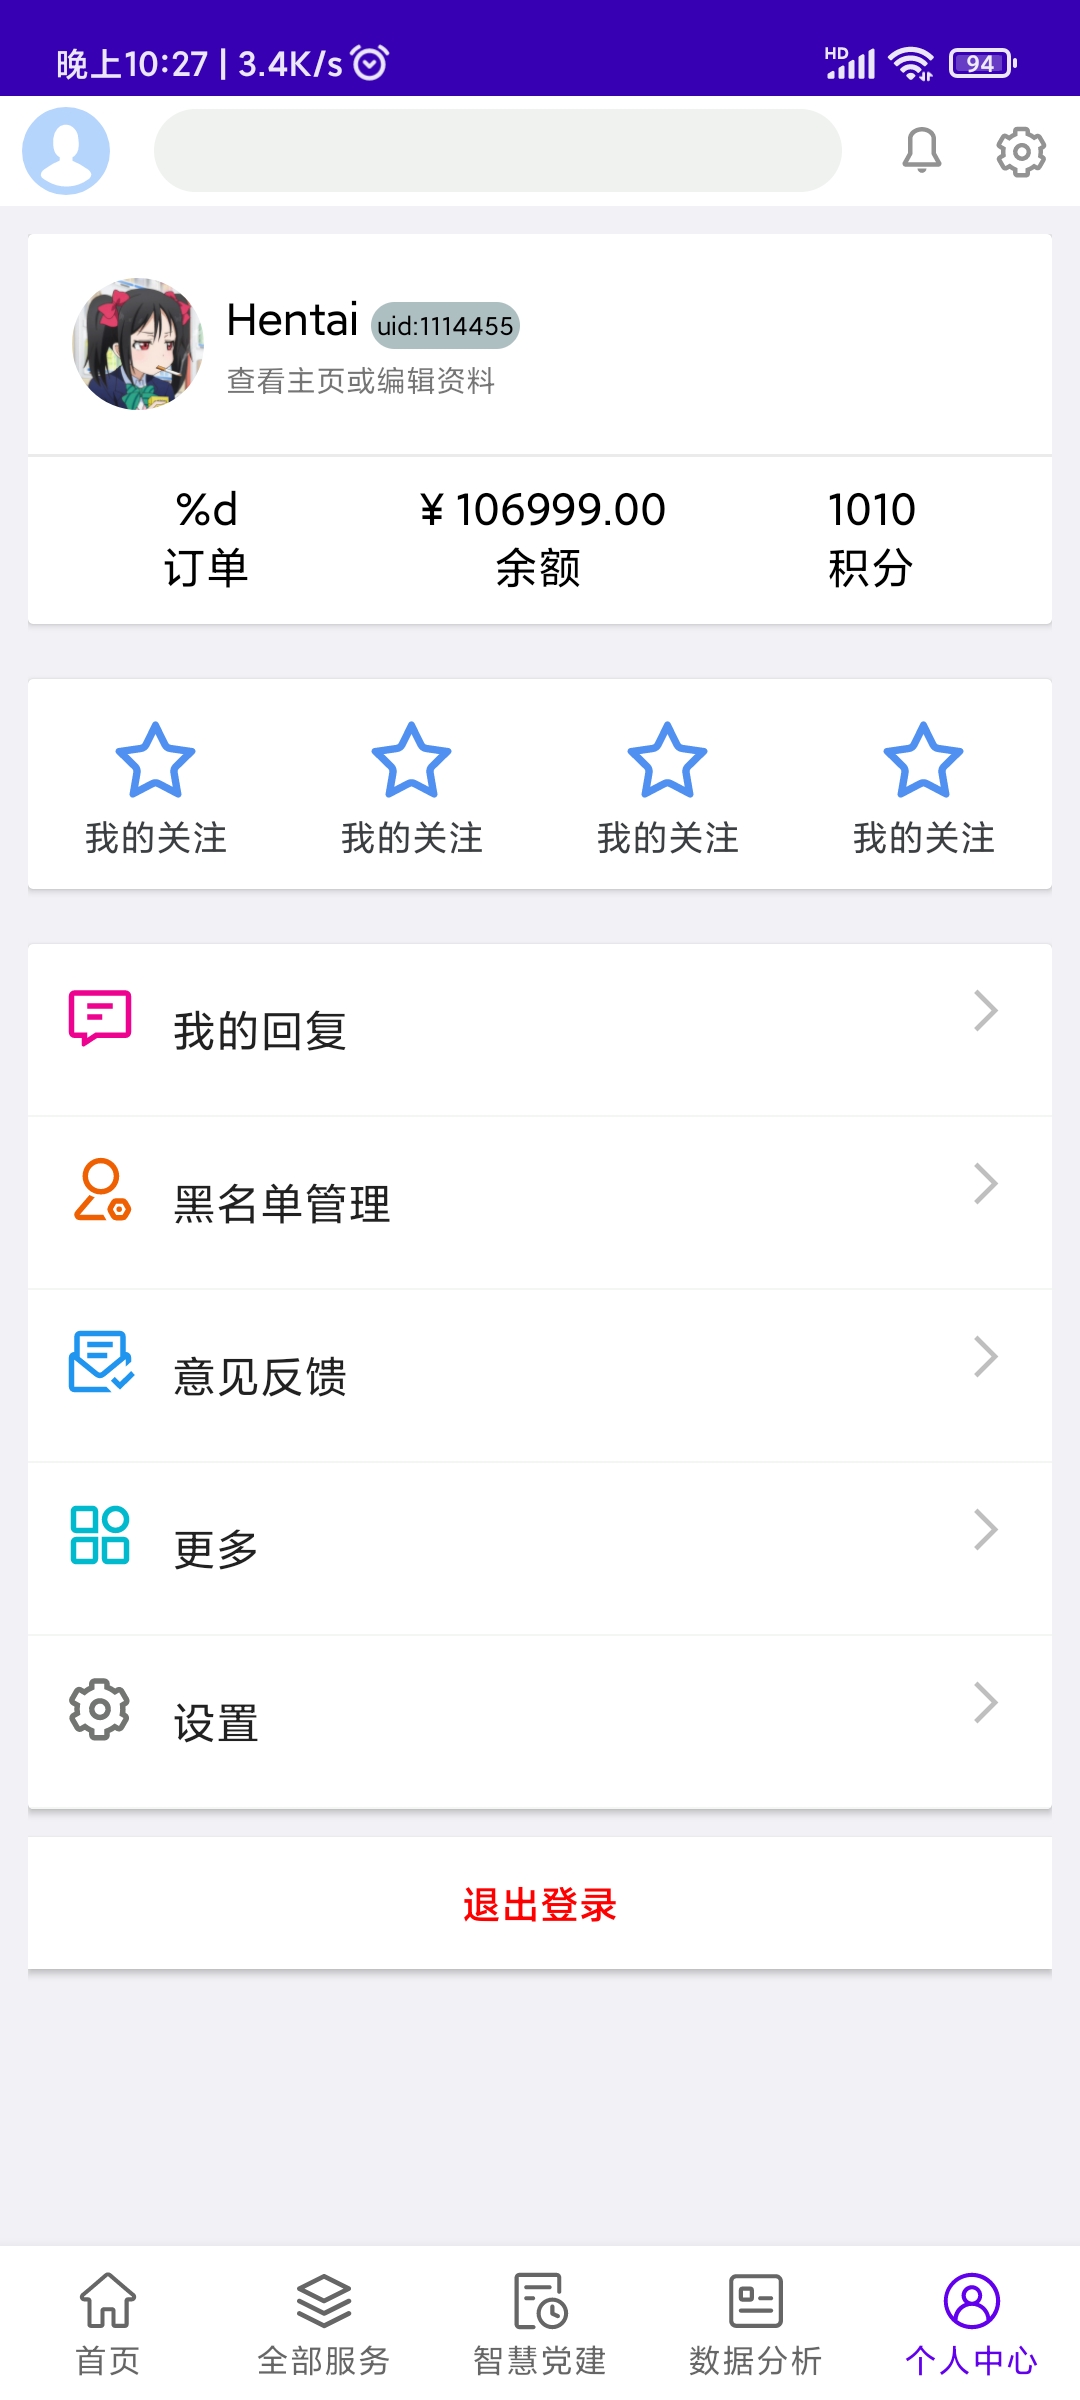 晚上10:27 | 3.4K/s
HD
94
Hentai uid:1114455
查看主页或编辑资料
%d ¥ 106999.00 1010
订单 余额 积分
我的关注 我的关注 我的关注 我的关注
我的回复
黑名单管理
意见反馈
更多
设置
退出登录
首页 全部服务 智慧党建 数据分析 个人中心